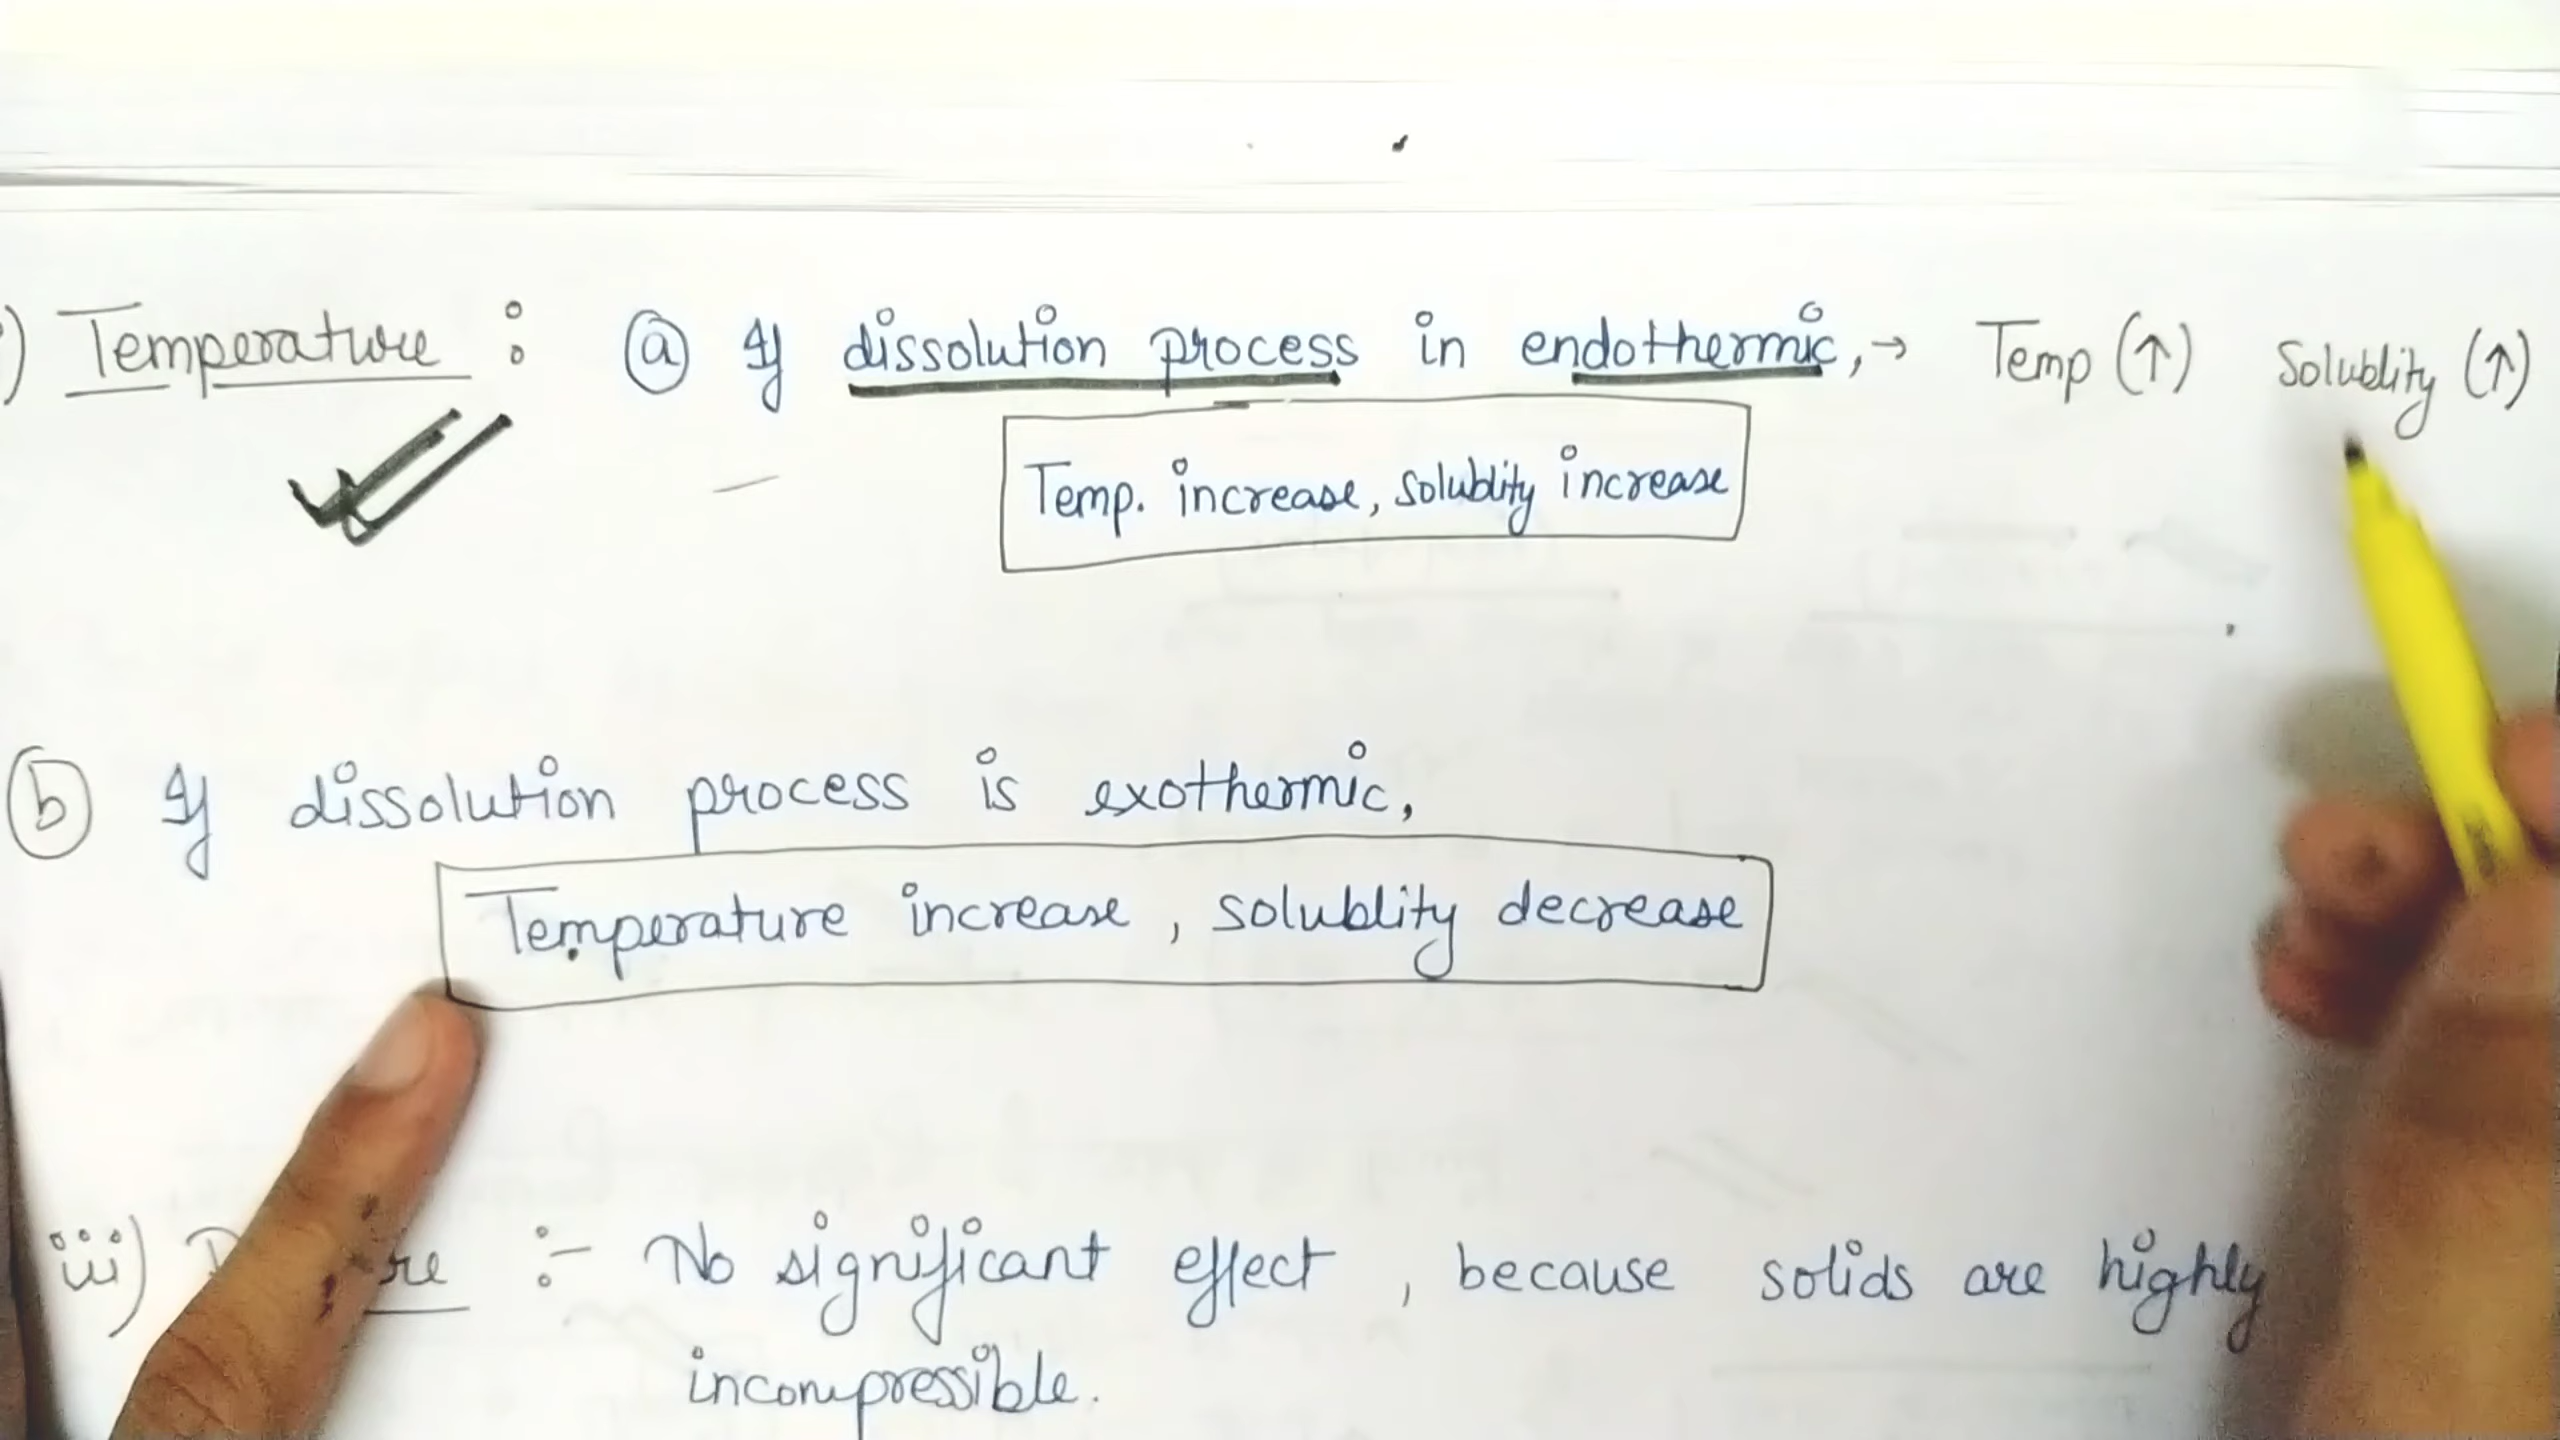 ) Temperature : ⓐ If dissolution process in endothermic, → Temp (↑) Solublity (↑)
Temp. increase, solublity increase
ⓑ If dissolution process is exothermic,
Temperature increase, solublity decrease
iii) :- No significant effect, because solids are highly
incompressible.